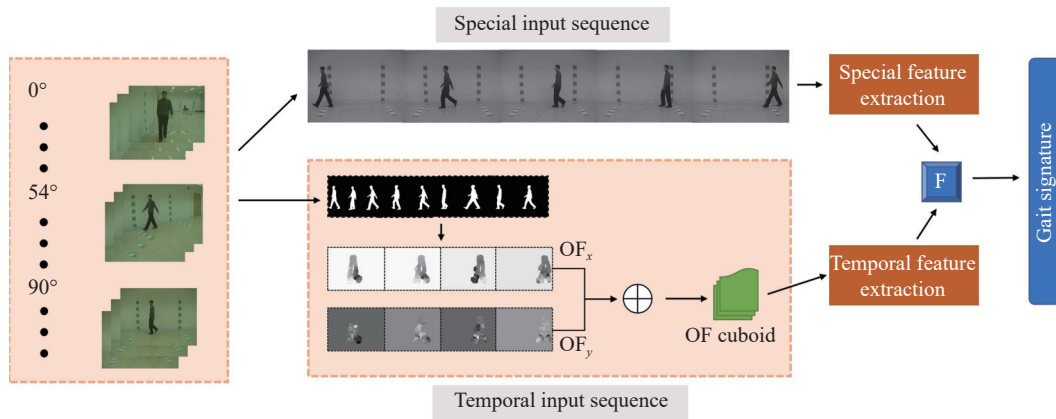 Special input sequence
0°
54°
90°
OFx
OFy
OF cuboid
Temporal input sequence
Special feature
extraction
F
Temporal feature
extraction
Gait signature